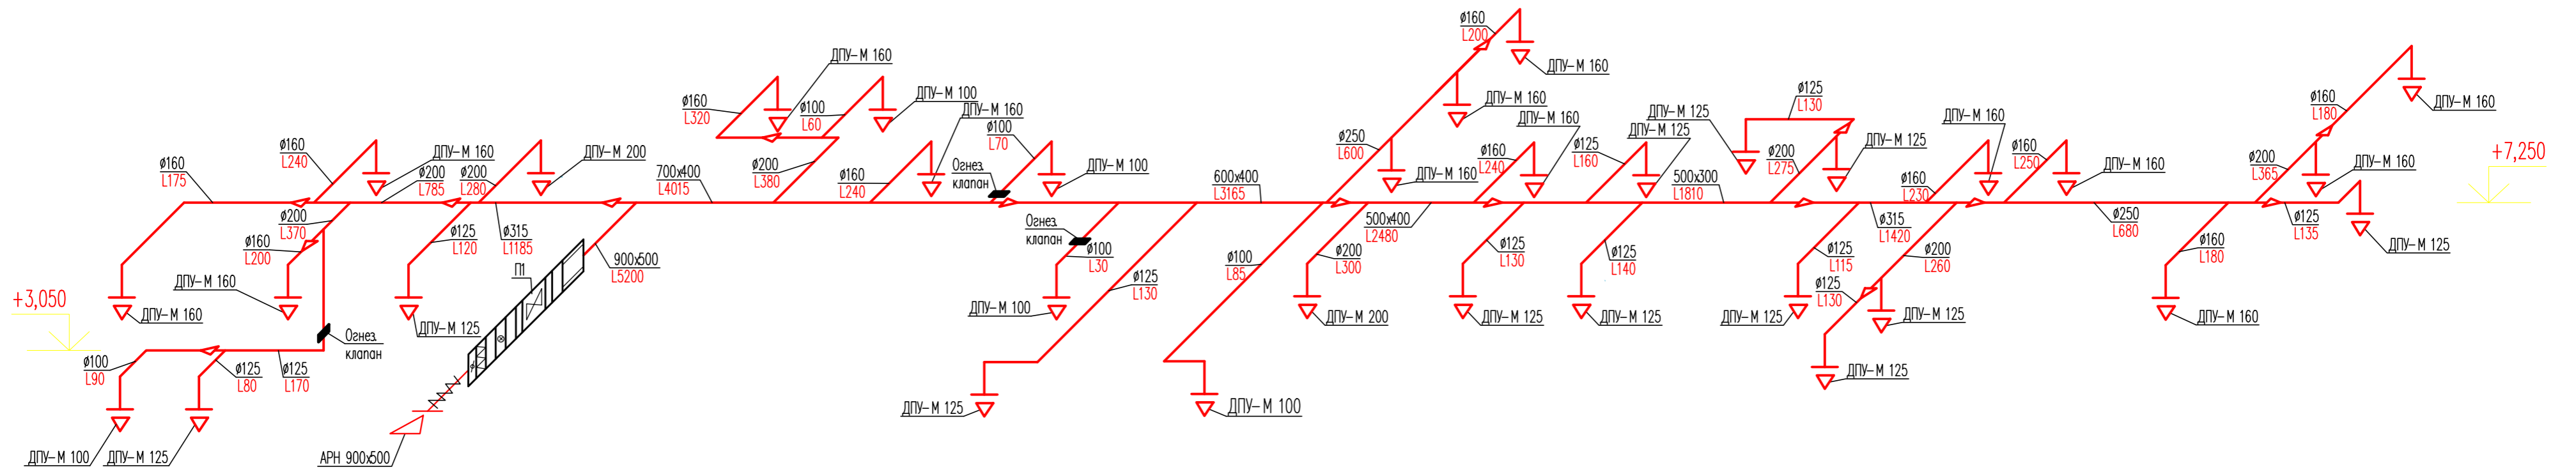 ø160
L200
ДПУ-М 160
ДПУ-М 160
ø160
L320
ø100
L60
ДПУ-М 100
ДПУ-М 160
ø100
L70
ДПУ-М 160
ДПУ-М 160
ДПУ-М 125
ДПУ-М 125
ø125
L130
ДПУ-М 125
ДПУ-М 160
ø160
L180
ДПУ-М 160
ø160
L175
ø160
L240
ДПУ-М 160
ø200
L785
ø200
L280
ДПУ-М 200
700x400
L4015
ø200
L380
ø160
L240
Огнез.
клапан
ДПУ-М 100
600x400
L3165
ø250
L600
ДПУ-М 160
ø160
L240
ø125
L160
500x300
L1810
ø200
L275
ø160
L230
ø160
L250
ДПУ-М 160
ø200
L365
ДПУ-М 160
+7,250
ø200
L370
ø160
L200
ДПУ-М 160
ø125
L120
ø315
L1185
900x500
L5200
П1
Огнез.
клапан
ø100
L30
ø125
L130
ø100
L85
500x400
L2480
ø200
L300
ø125
L130
ø125
L140
ø125
L115
ø315
L1420
ø200
L260
ø125
L130
ø250
L680
ø160
L180
ø125
L135
ДПУ-М 125
+3,050
ДПУ-М 160
Огнез.
клапан
ДПУ-М 125
ДПУ-М 100
ДПУ-М 200
ДПУ-М 125
ДПУ-М 125
ДПУ-М 125
ДПУ-М 125
ДПУ-М 160
ø100
L90
ø125
L80
ø125
L170
ДПУ-М 125
ДПУ-М 125
ДПУ-М 100
ДПУ-М 100
ДПУ-М 125
АРН 900x500